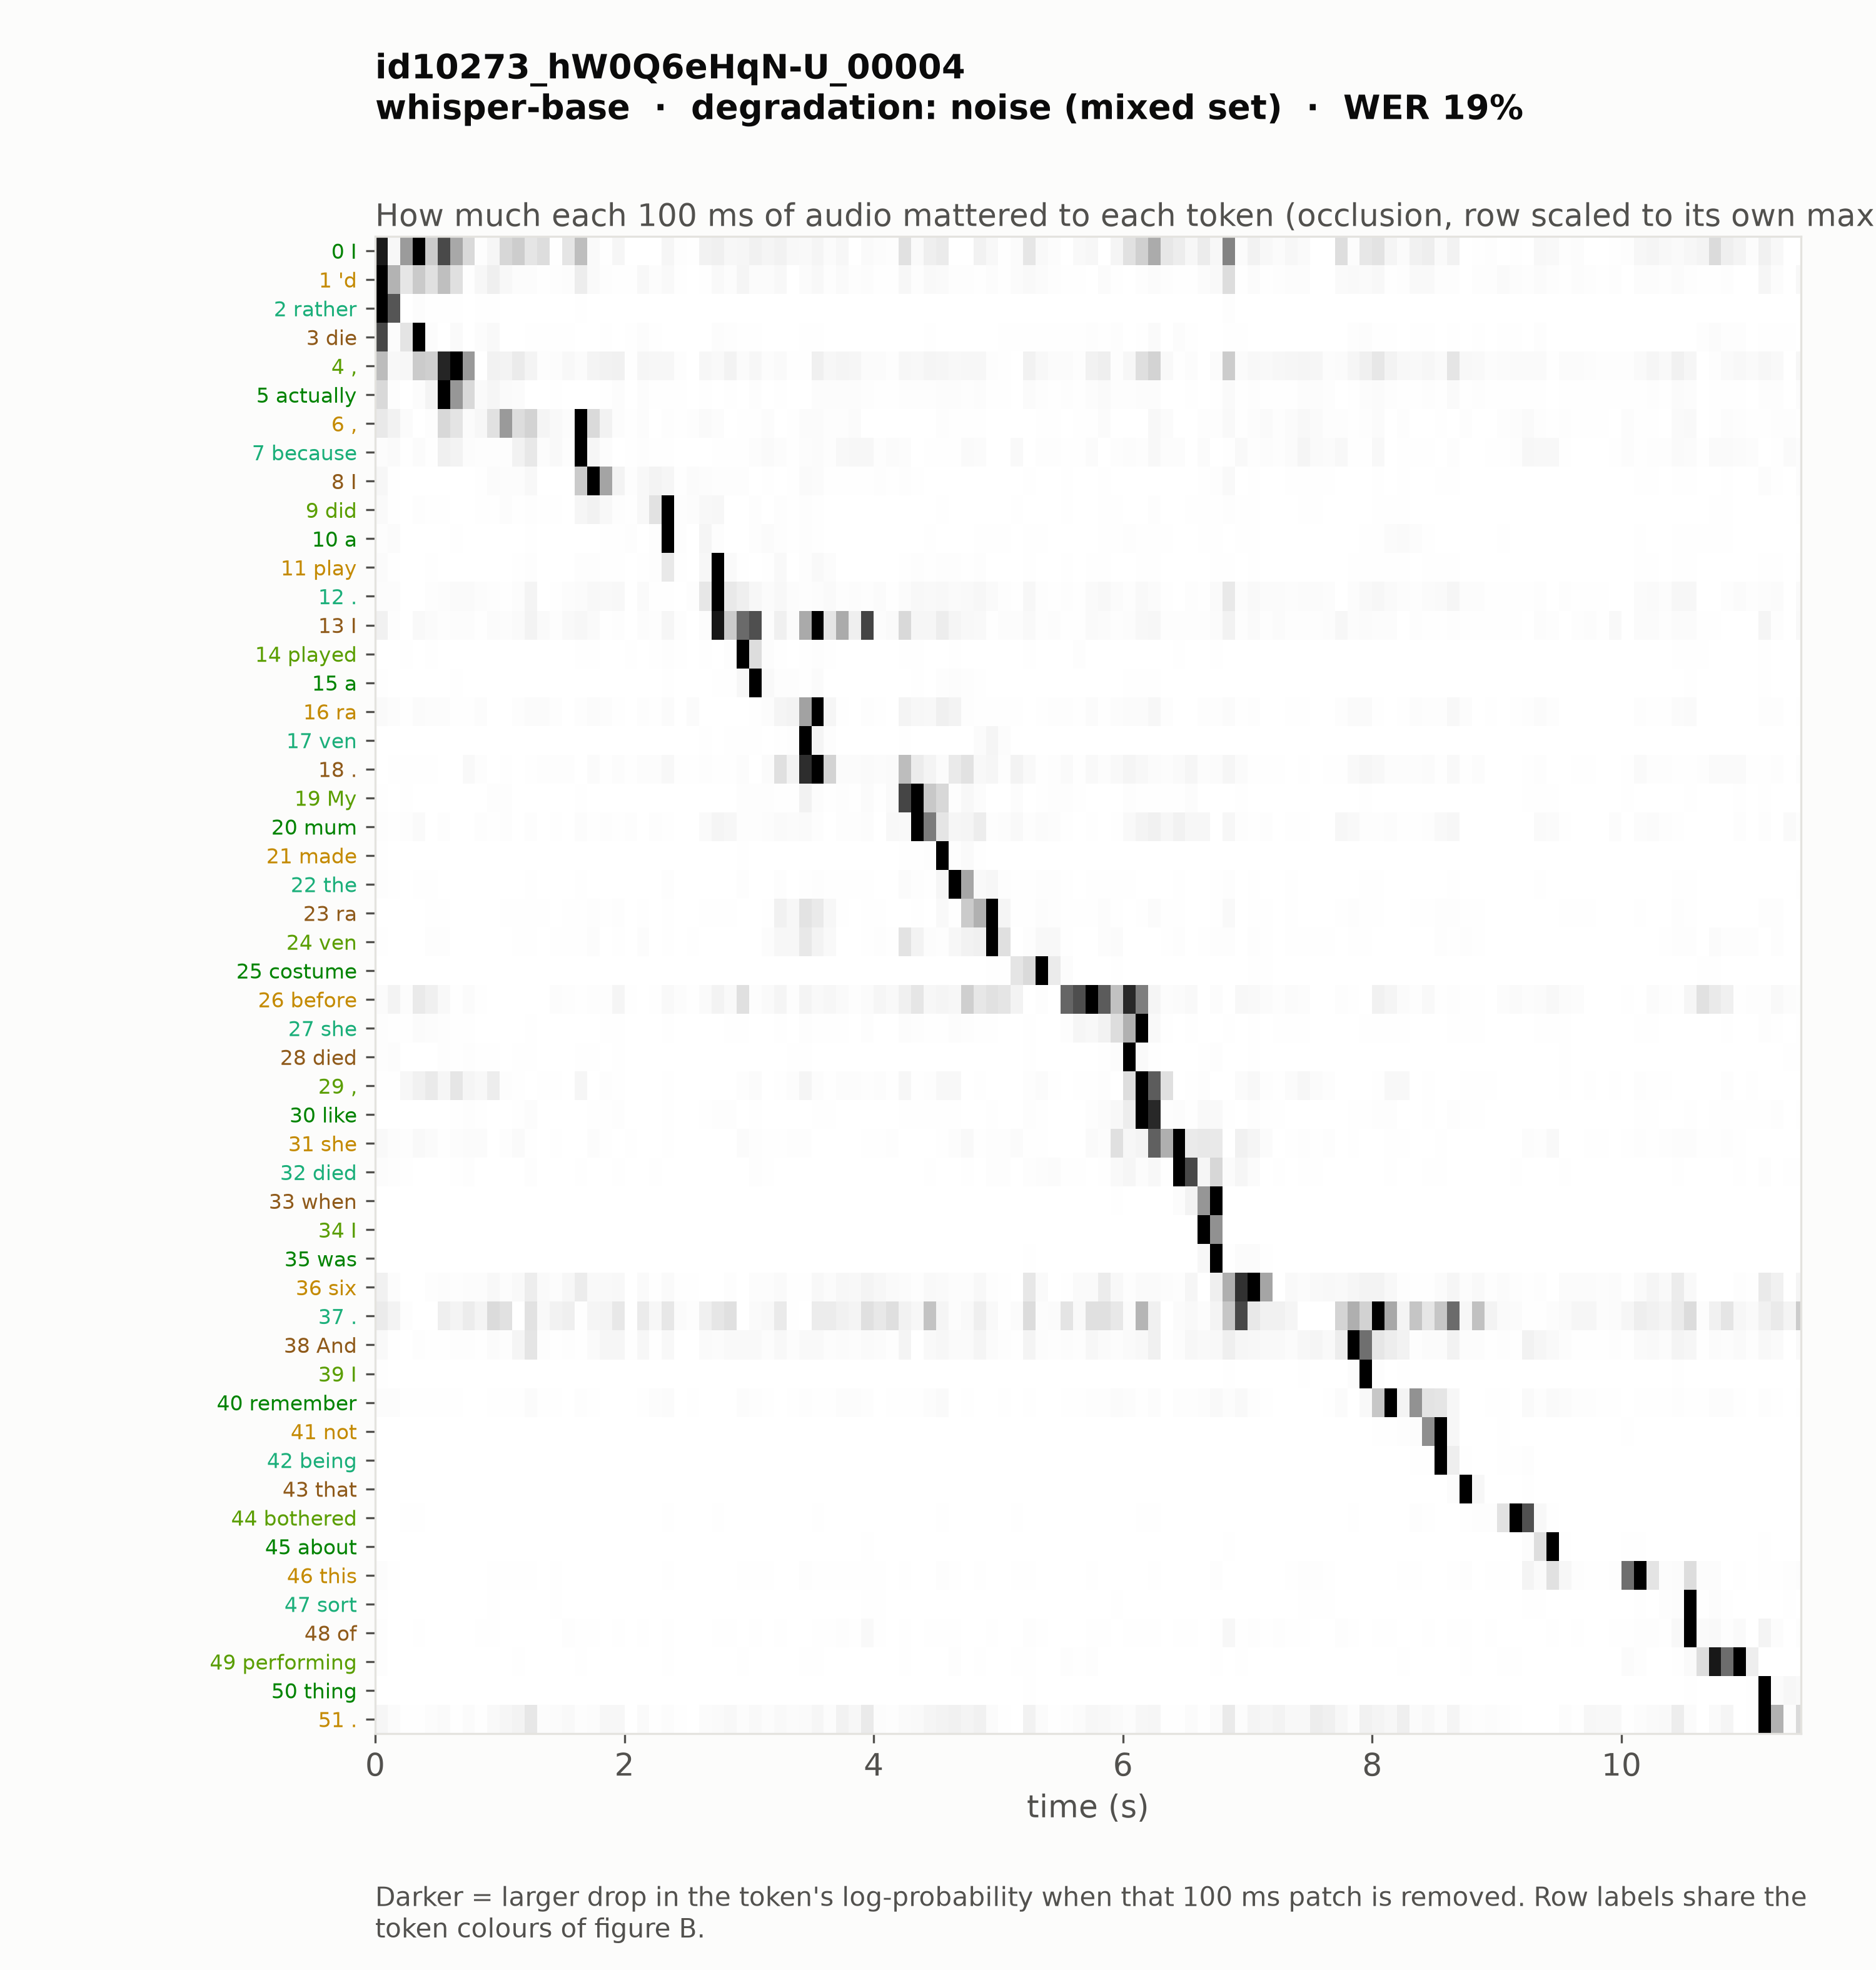 id10273_hW0Q6eHqN-U_00004
whisper-base · degradation: noise (mixed set) · WER 19%
How much each 100 ms of audio mattered to each token (occlusion, row scaled to its own max
0 I
1 'd
2 rather
3 die
4 ,
5 actually
6 ,
7 because
8 I
9 did
10 a
11 play
12 .
13 I
14 played
15 a
16 ra
17 ven
18 .
19 My
20 mum
21 made
22 the
23 ra
24 ven
25 costume
26 before
27 she
28 died
29 ,
30 like
31 she
32 died
33 when
34 I
35 was
36 six
37 .
38 And
39 I
40 remember
41 not
42 being
43 that
44 bothered
45 about
46 this
47 sort
48 of
49 performing
50 thing
51 .
0 2 4 6 8 10
time (s)
Darker = larger drop in the token's log-probability when that 100 ms patch is removed. Row labels share the
token colours of figure B.